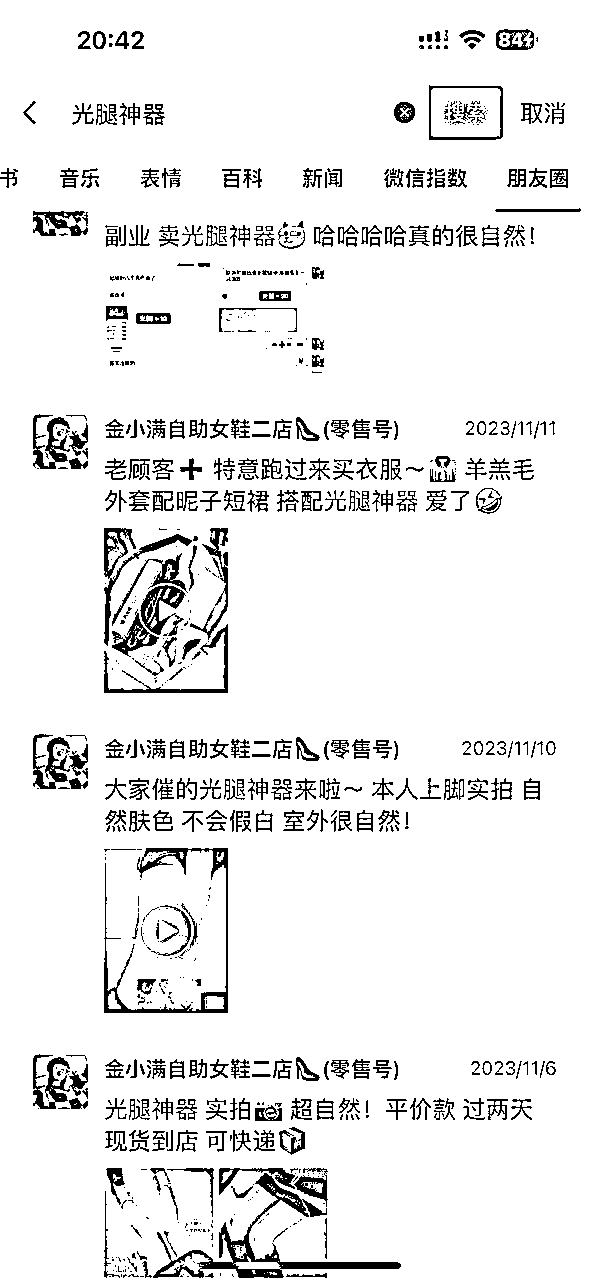 20:42
84
光腿神器
搜索
取消
书 音乐 表情 百科 新闻 微信指数 朋友圈
副业 卖光腿神器 哈哈哈哈真的很自然！
金小满自助女鞋二店👠(零售号) 2023/11/11
老顾客➕ 特意跑过来买衣服～ 羊羔毛
外套配呢子短裙 搭配光腿神器 爱了🤣
金小满自助女鞋二店👠(零售号) 2023/11/10
大家催的光腿神器来啦～ 本人上脚实拍 自
然肤色 不会假白 室外很自然！
金小满自助女鞋二店👠(零售号) 2023/11/6
光腿神器 实拍📸 超自然！平价款 过两天
现货到店 可快递📦